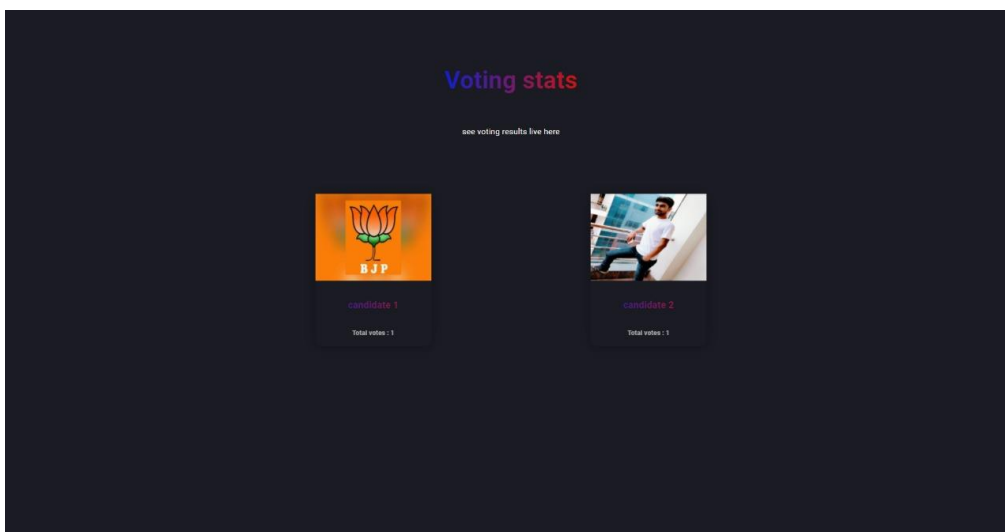 Voting stats
see voting results live here
BJP
candidate 1
Total votes : 1
candidate 2
Total votes : 1